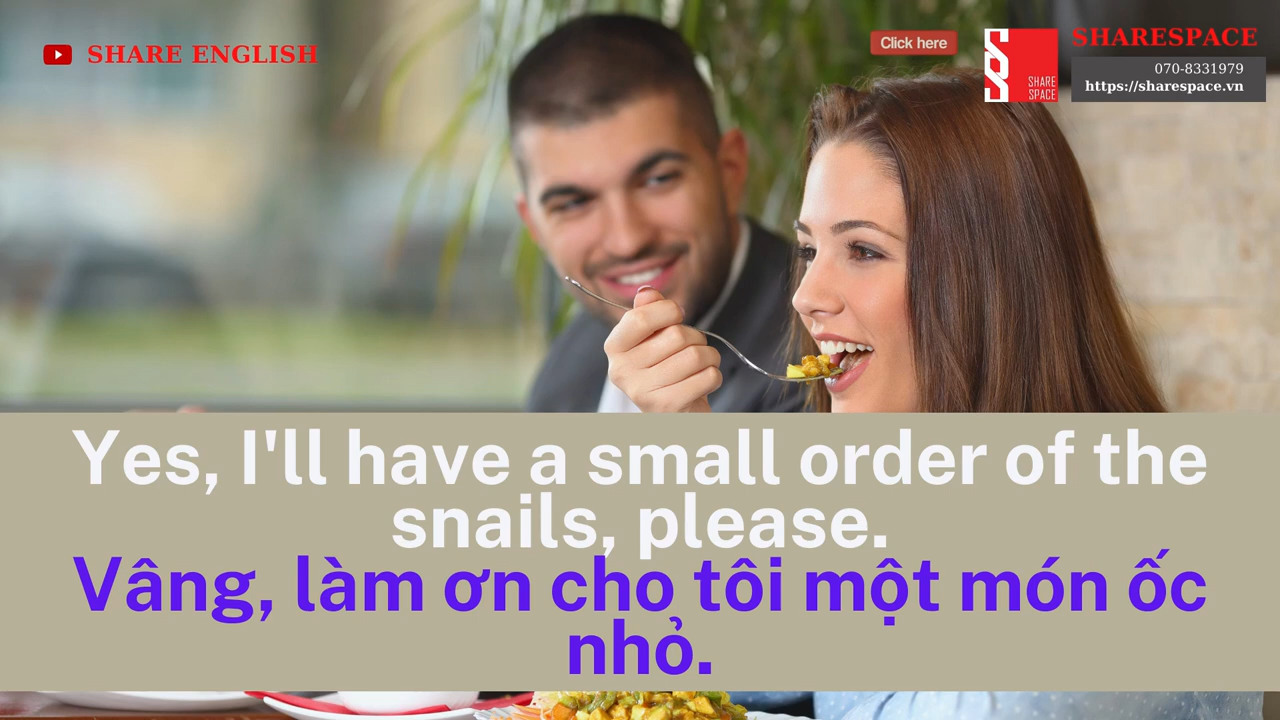 SHARE ENGLISH
Click here
SHARE
SPACE
SHARESPACE
070-8331979
https://sharespace.vn
Yes, I'll have a small order of the
snails, please.
Vâng, làm ơn cho tôi một món ốc
nhỏ.